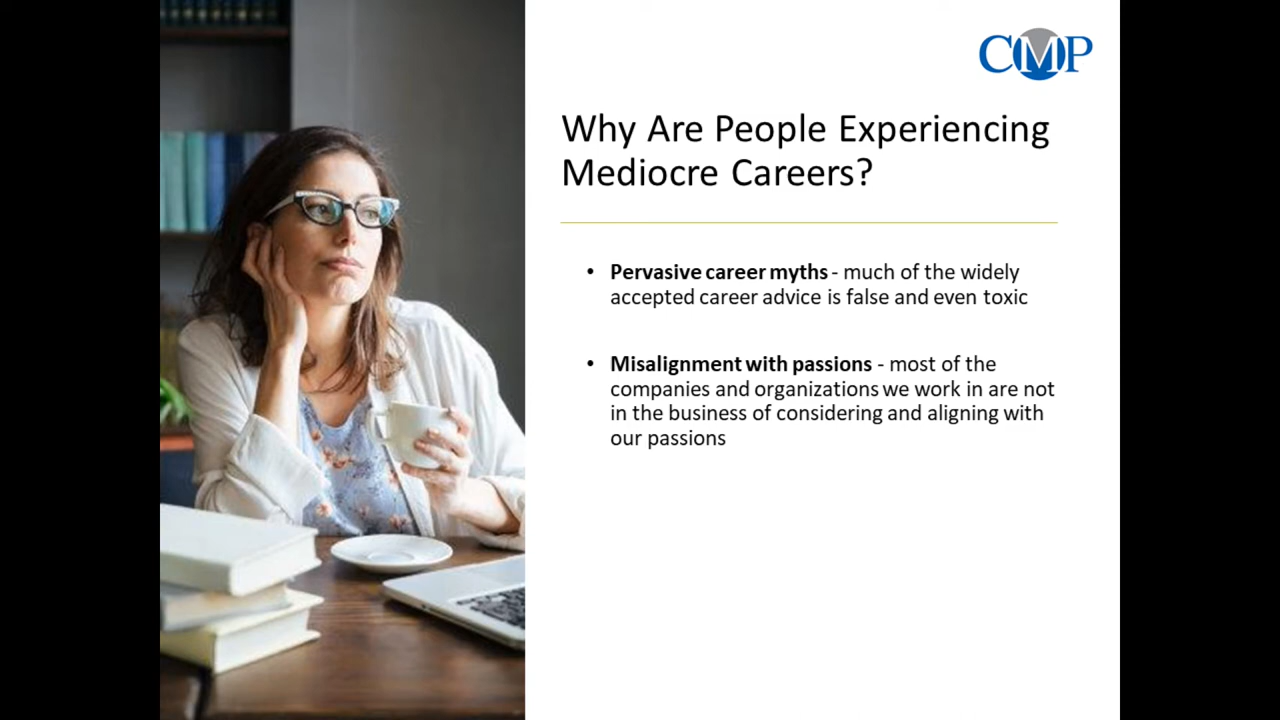 CMP
Why Are People Experiencing
Mediocre Careers?
• Pervasive career myths - much of the widely
accepted career advice is false and even toxic
• Misalignment with passions - most of the
companies and organizations we work in are not
in the business of considering and aligning with
our passions